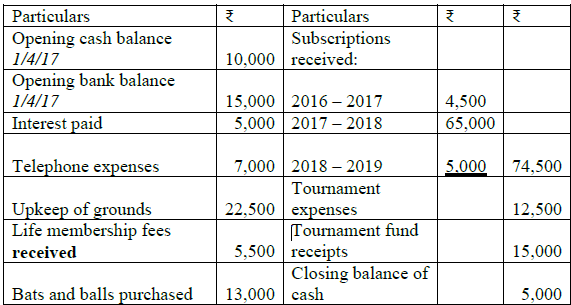 Particulars ₹ Particulars ₹ ₹
Opening cash balance Subscriptions
1/4/17 10,000 received:
Opening bank balance
1/4/17 15,000 2016 – 2017 4,500
Interest paid 5,000 2017 – 2018 65,000
Telephone expenses 7,000 2018 – 2019 5,000 74,500
Tournament
Upkeep of grounds 22,500 expenses 12,500
Life membership fees Tournament fund
received 5,500 receipts 15,000
Closing balance of
Bats and balls purchased 13,000 cash 5,000